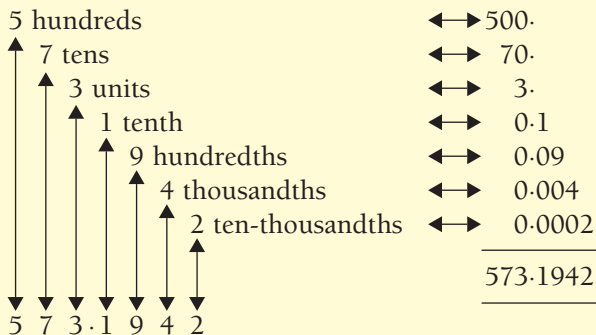 5 hundreds 500·
7 tens 70·
3 units 3·
1 tenth 0·1
9 hundredths 0·09
4 thousandths 0·004
2 ten-thousandths 0·0002
573·1942
5 7 3·1 9 4 2